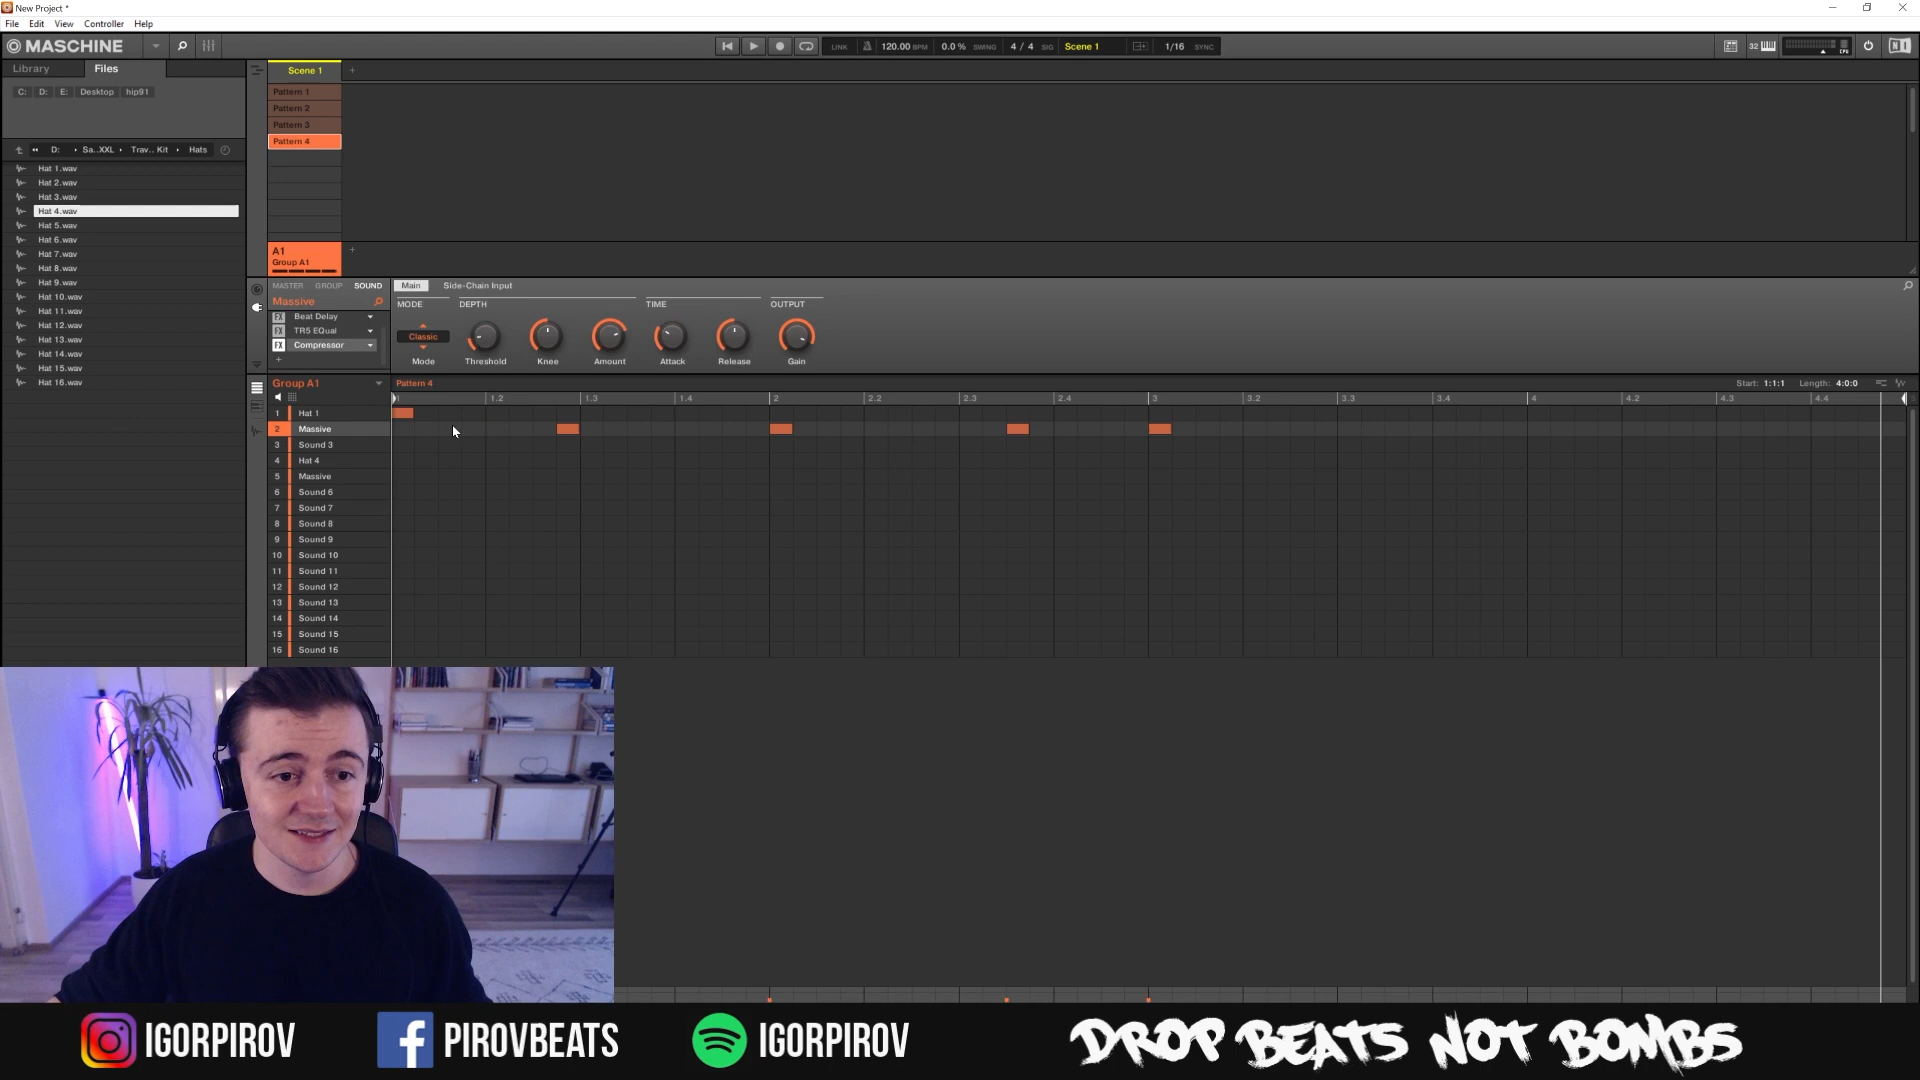 New Project *
File Edit View Controller Help
MASCHINE
LINK 120.00 BPM 0.0 % SWING 4 / 4 SIG Scene 1 1/16 SYNC
32
CPU
Library Files
C: D: E: Desktop hip91
D: Sa..XXL Trav.. Kit Hats
Hat 1.wav
Hat 2.wav
Hat 3.wav
Hat 4.wav
Hat 5.wav
Hat 6.wav
Hat 7.wav
Hat 8.wav
Hat 9.wav
Hat 10.wav
Hat 11.wav
Hat 12.wav
Hat 13.wav
Hat 14.wav
Hat 15.wav
Hat 16.wav
Scene 1 +
Pattern 1
Pattern 2
Pattern 3
Pattern 4
A1 +
Group A1
MASTER GROUP SOUND
Massive
FX Beat Delay
FX TR5 EQual
FX Compressor
+
Main Side-Chain Input
MODE DEPTH TIME OUTPUT
Classic
Mode Threshold Knee Amount Attack Release Gain
Group A1
Pattern 4 Start: 1:1:1 Length: 4:0:0
1 1.2 1.3 1.4 2 2.2 2.3 2.4 3 3.2 3.3 3.4 4 4.2 4.3 4.4
1 Hat 1
2 Massive
3 Sound 3
4 Hat 4
5 Massive
6 Sound 6
7 Sound 7
8 Sound 8
9 Sound 9
10 Sound 10
11 Sound 11
12 Sound 12
13 Sound 13
14 Sound 14
15 Sound 15
16 Sound 16
IGORPIROV PIROVBEATS IGORPIROV DROP BEATS NOT BOMBS